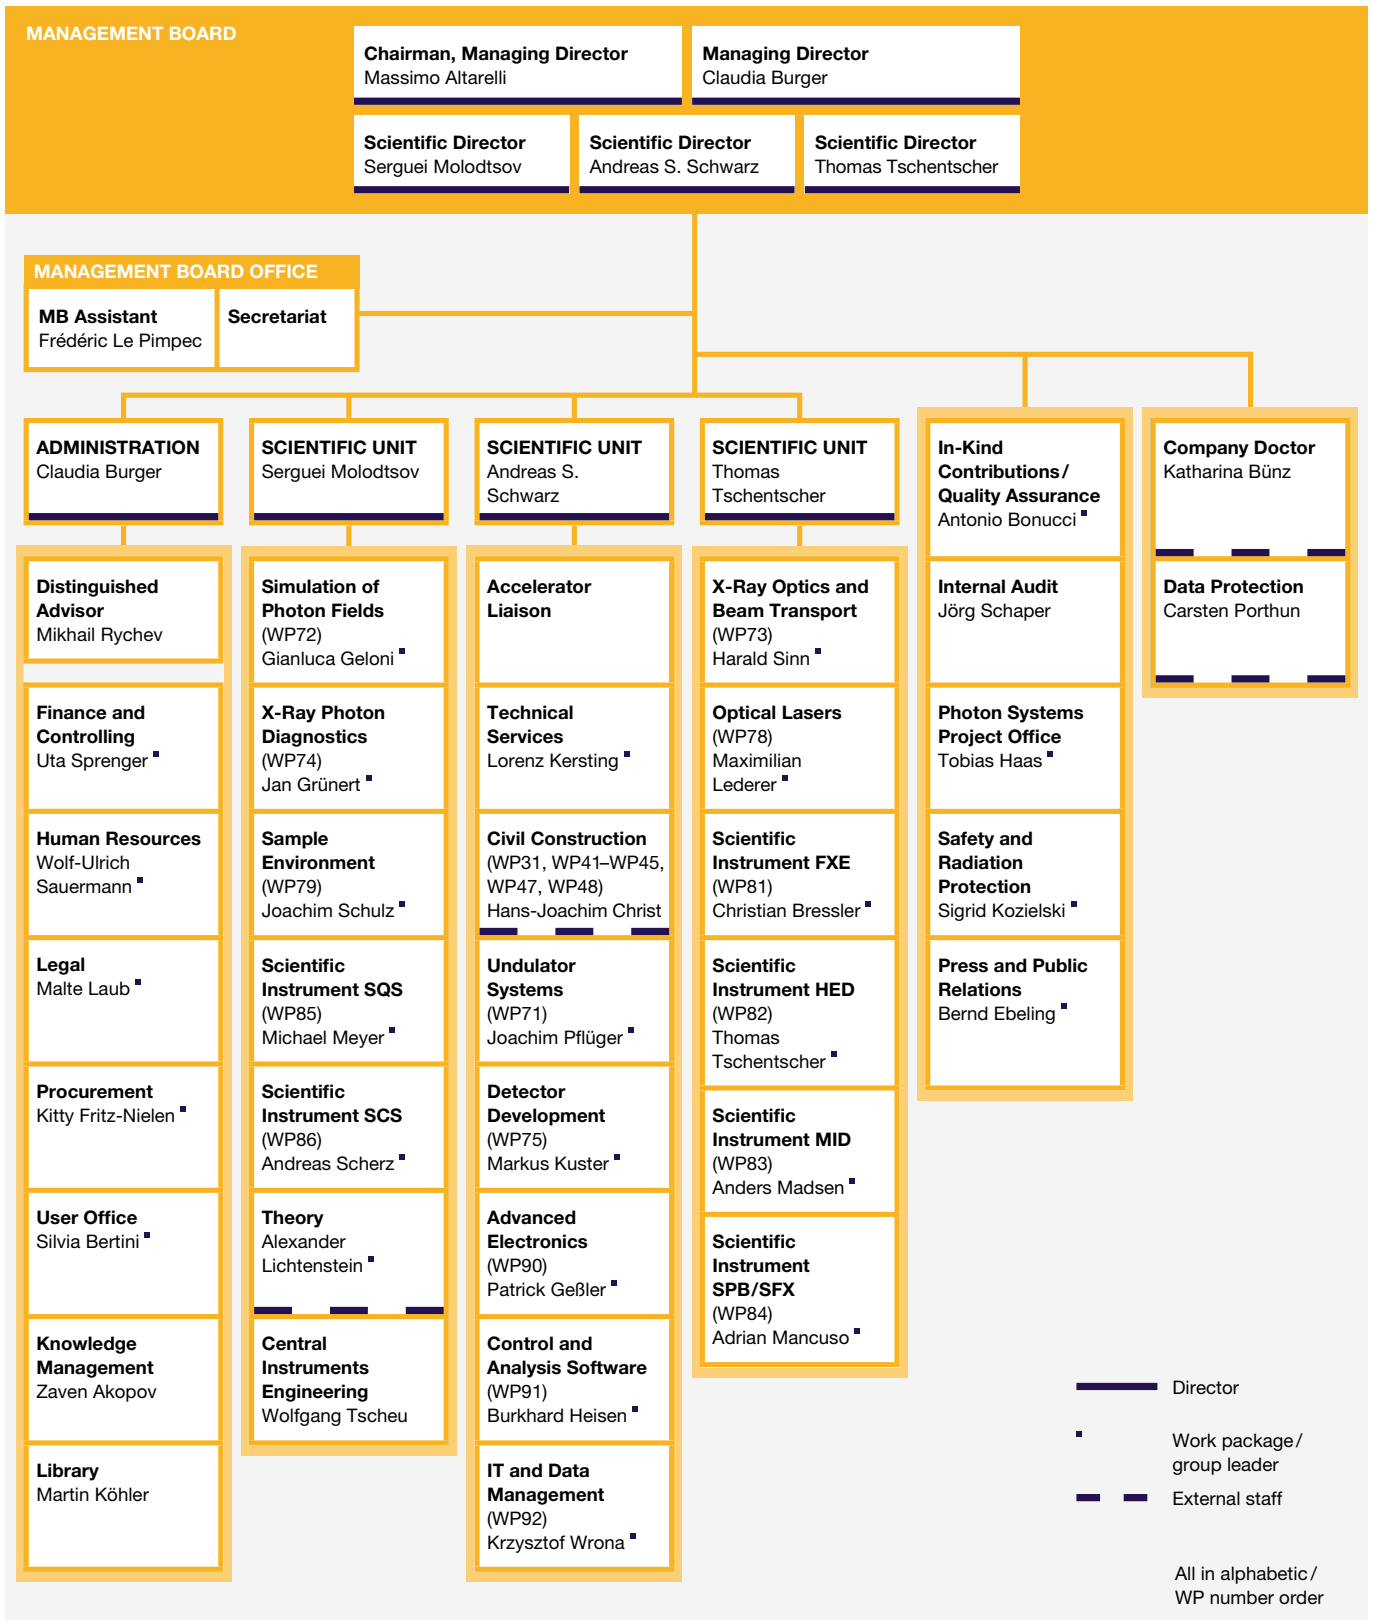 MANAGEMENT BOARD
Chairman, Managing Director
Massimo Altarelli
Managing Director
Claudia Burger
Scientific Director
Serguei Molodtsov
Scientific Director
Andreas S. Schwarz
Scientific Director
Thomas Tschentscher
MANAGEMENT BOARD OFFICE
MB Assistant
Frédéric Le Pimpec
Secretariat
ADMINISTRATION
Claudia Burger
Distinguished
Advisor
Mikhail Rychev
Finance and
Controlling
Uta Sprenger
Human Resources
Wolf-Ulrich
Sauermann
Legal
Malte Laub
Procurement
Kitty Fritz-Nielen
User Office
Silvia Bertini
Knowledge
Management
Zaven Akopov
Library
Martin Köhler
SCIENTIFIC UNIT
Serguei Molodtsov
Simulation of
Photon Fields
(WP72)
Gianluca Geloni
X-Ray Photon
Diagnostics
(WP74)
Jan Grünert
Sample
Environment
(WP79)
Joachim Schulz
Scientific
Instrument SQS
(WP85)
Michael Meyer
Scientific
Instrument SCS
(WP86)
Andreas Scherz
Theory
Alexander
Lichtenstein
Central
Instruments
Engineering
Wolfgang Tscheu
SCIENTIFIC UNIT
Andreas S.
Schwarz
Accelerator
Liaison
Technical
Services
Lorenz Kersting
Civil Construction
(WP31, WP41–WP45,
WP47, WP48)
Hans-Joachim Christ
Undulator
Systems
(WP71)
Joachim Pflüger
Detector
Development
(WP75)
Markus Kuster
Advanced
Electronics
(WP90)
Patrick Geßler
Control and
Analysis Software
(WP91)
Burkhard Heisen
IT and Data
Management
(WP92)
Krzysztof Wrona
SCIENTIFIC UNIT
Thomas
Tschentscher
X-Ray Optics and
Beam Transport
(WP73)
Harald Sinn
Optical Lasers
(WP78)
Maximilian
Lederer
Scientific
Instrument FXE
(WP81)
Christian Bressler
Scientific
Instrument HED
(WP82)
Thomas
Tschentscher
Scientific
Instrument MID
(WP83)
Anders Madsen
Scientific
Instrument
SPB/SFX
(WP84)
Adrian Mancuso
In-Kind
Contributions/
Quality Assurance
Antonio Bonucci
Internal Audit
Jörg Schaper
Photon Systems
Project Office
Tobias Haas
Safety and
Radiation
Protection
Sigrid Kozielski
Press and Public
Relations
Bernd Ebeling
Company Doctor
Katharina Bünz
Data Protection
Carsten Porthun
Director
Work package/
group leader
External staff
All in alphabetic/
WP number order